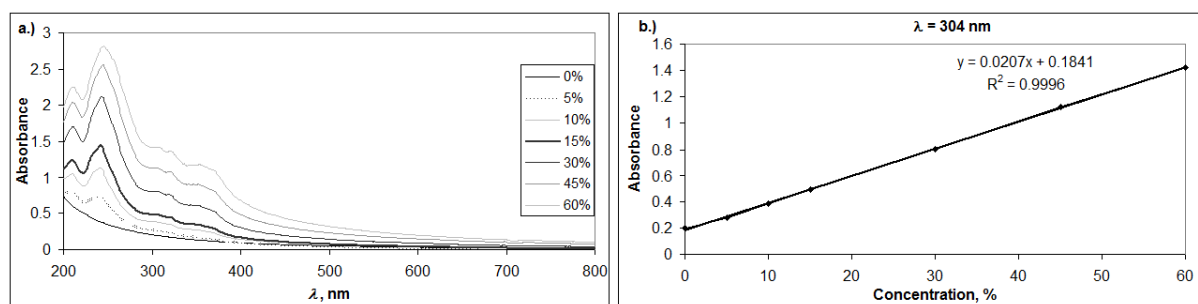 a.)
3
2.5
2
1.5
1
0.5
0
Absorbance
200 300 400 500 600 700 800
λ, nm
0%
5%
10%
15%
30%
45%
60%
b.)
λ = 304 nm
y = 0.0207x + 0.1841
R² = 0.9996
1.6
1.4
1.2
1
0.8
0.6
0.4
0.2
0
Absorbance
0 10 20 30 40 50 60
Concentration, %